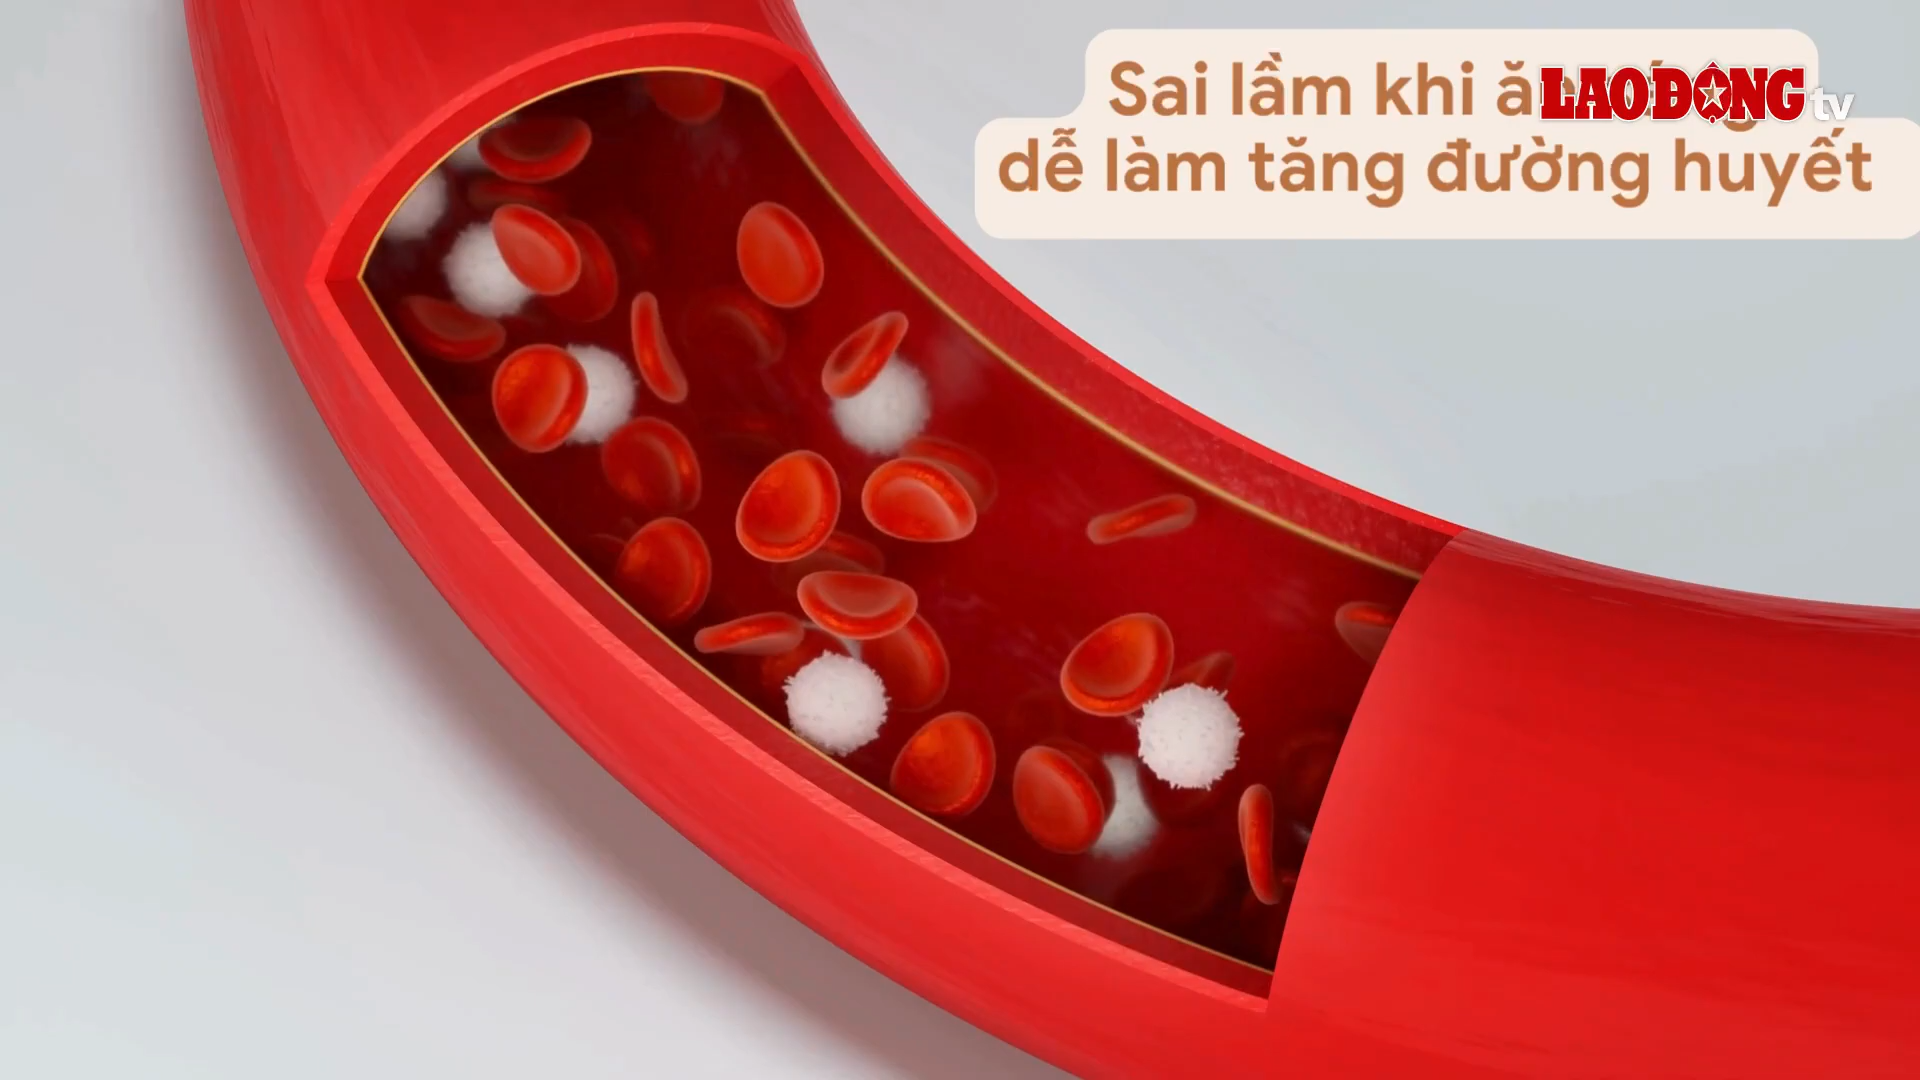 Sai lầm khi
dễ làm tăng đường huyết
LAO ĐỘNG tv